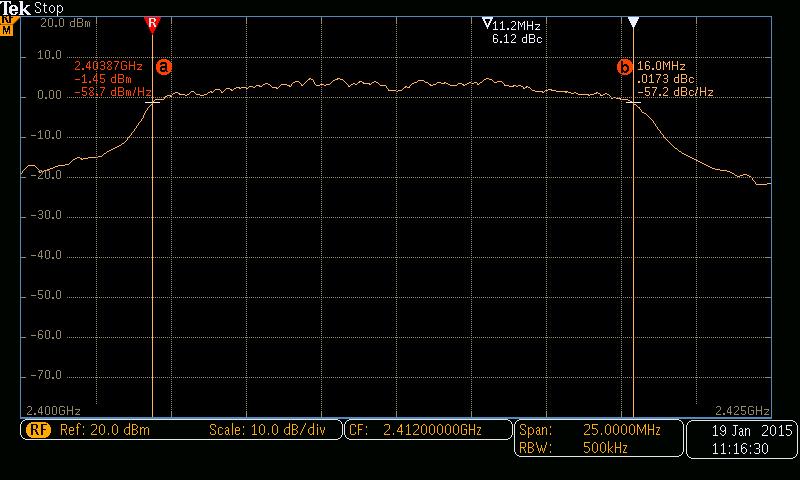 Tek Stop
RF
M
20.0 dBm
R
11.2MHz
6.12 dBc
10.0
2.40387GHz
-1.45 dBm
-58.7 dBm/Hz
a
b
16.0MHz
.0173 dBc
-57.2 dBc/Hz
0.00
-10.0
-20.0
-30.0
-40.0
-50.0
-60.0
-70.0
2.400GHz
2.425GHz
RF Ref: 20.0 dBm Scale: 10.0 dB/div
CF: 2.41200000GHz
Span: 25.0000MHz
RBW: 500kHz
19 Jan 2015
11:16:30